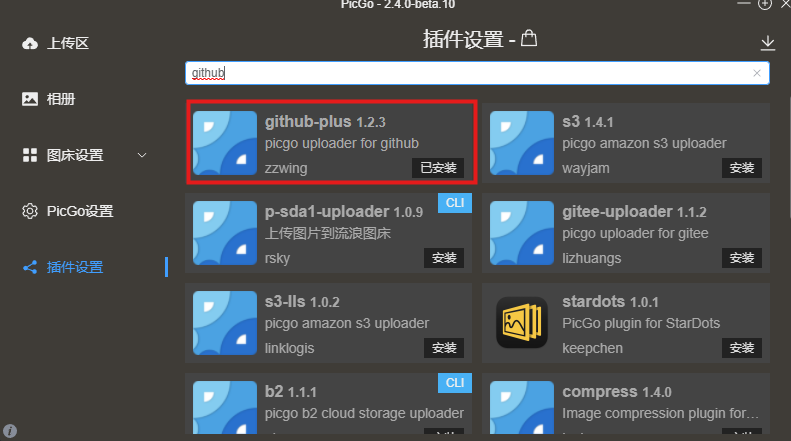 PicGo - 2.4.0-beta.10
上传区
相册
图床设置
PicGo设置
插件设置
插件设置 -
github
github-plus 1.2.3
picgo uploader for github
zzwing
已安装
s3 1.4.1
picgo amazon s3 uploader
wayjam
安装
CLI
p-sda1-uploader 1.0.9
上传图片到流浪图床
rsky
安装
gitee-uploader 1.1.2
picgo uploader for gitee
lizhuangs
安装
s3-lls 1.0.2
picgo amazon s3 uploader
linklogis
安装
stardots 1.0.1
PicGo plugin for StarDots
keepchen
安装
CLI
b2 1.1.1
picgo b2 cloud storage uploader
compress 1.4.0
Image compression plugin for...